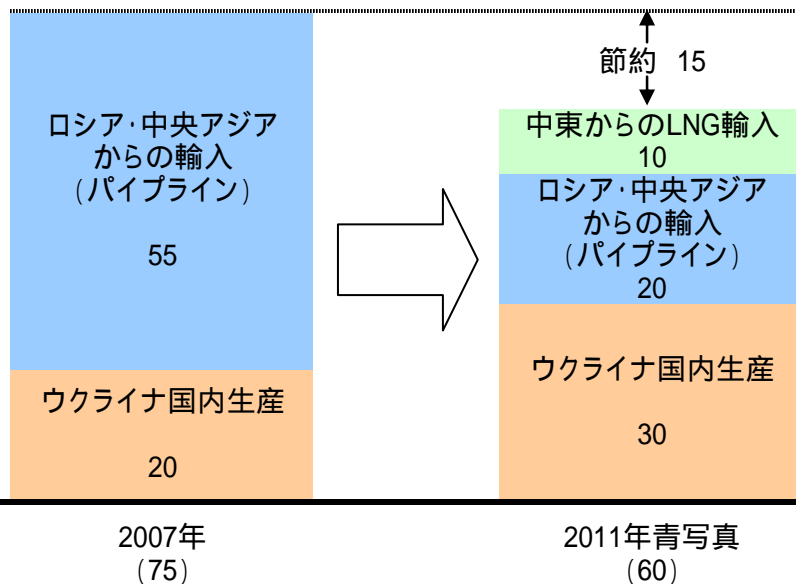 ロシア・中央アジア
からの輸入
(パイプライン)
55
ウクライナ国内生産
20
2007年
(75)
節約 15
中東からのLNG輸入
10
ロシア・中央アジア
からの輸入
(パイプライン)
20
ウクライナ国内生産
30
2011年青写真
(60)